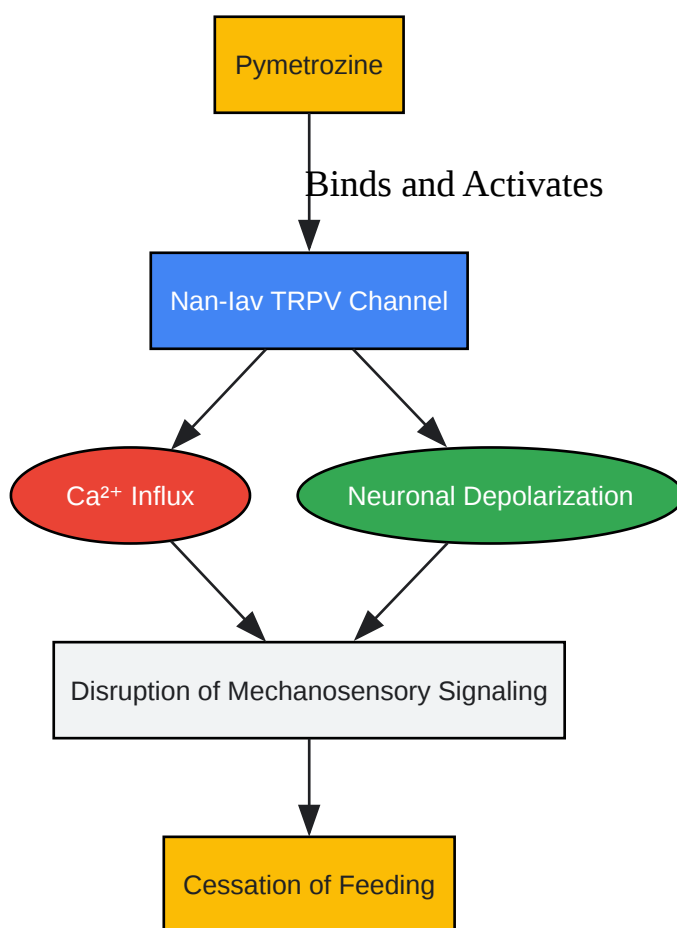 Pymetrozine
Binds and Activates
Nan-Iav TRPV Channel
Ca²⁺ Influx
Neuronal Depolarization
Disruption of Mechanosensory Signaling
Cessation of Feeding